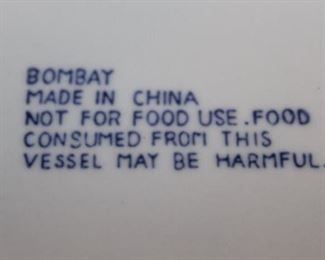 BOMBAY
MADE IN CHINA
NOT FOR FOOD USE.FOOD
CONSUMED FROM THIS
VESSEL MAY BE HARMFUL.